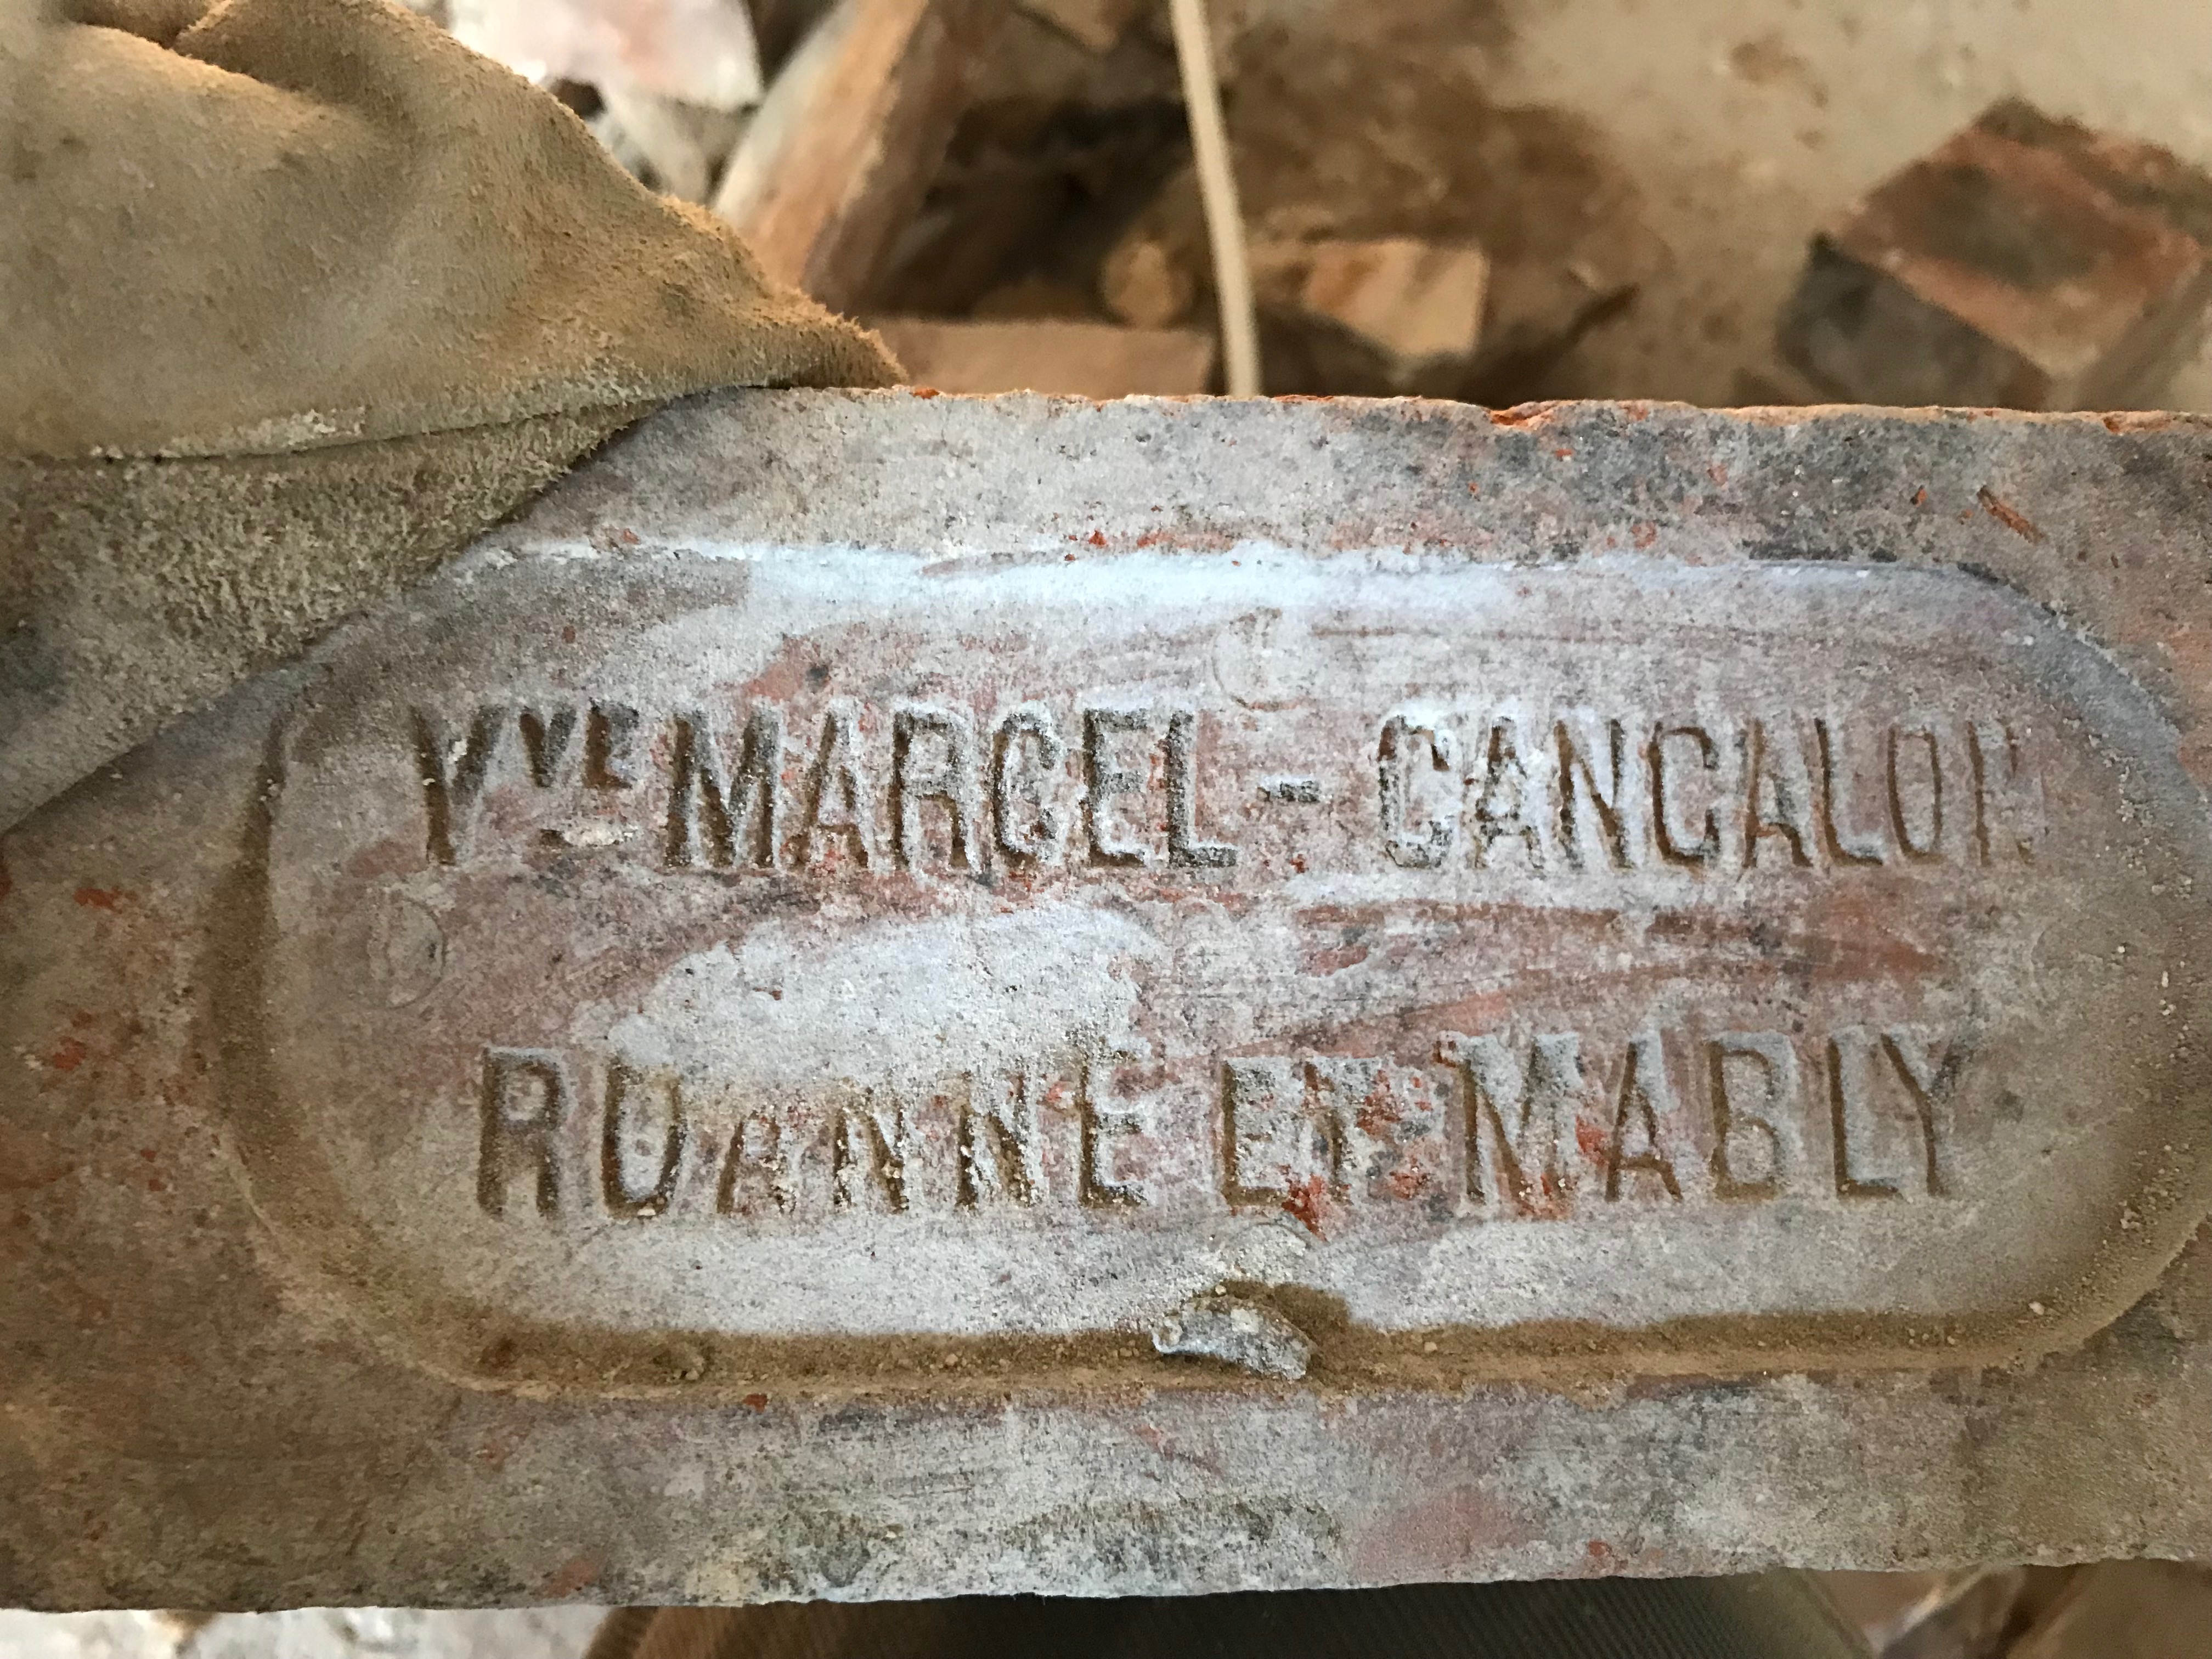 Vve MARCEL - CANCALON
ROANNE ET MABLY